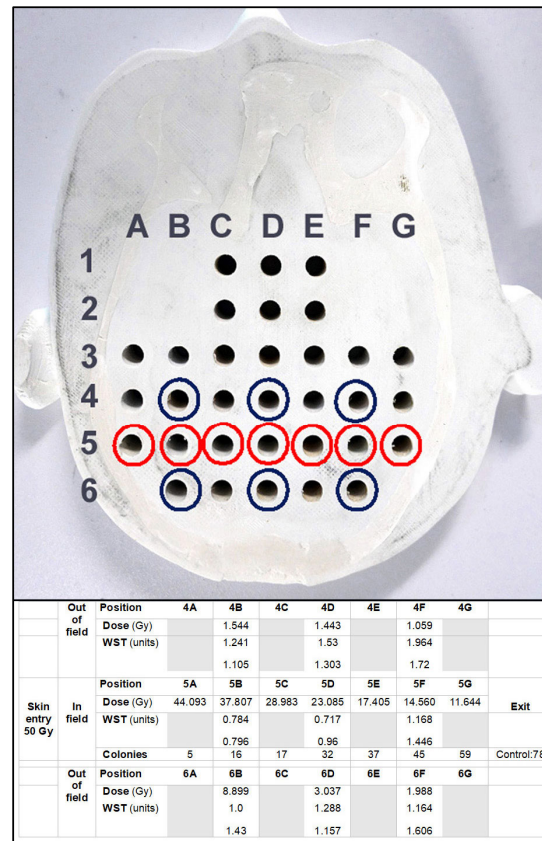 A B C D E F G
1
2
3
4
5
6
Out of field Position 4A 4B 4C 4D 4E 4F 4G
Dose (Gy) 1.544 1.443 1.059
WST (units) 1.241 1.53 1.964
1.105 1.303 1.72
Skin entry 50 Gy In field Position 5A 5B 5C 5D 5E 5F 5G Exit
Dose (Gy) 44.093 37.807 28.983 23.085 17.405 14.560 11.644
WST (units) 0.784 0.717 1.168
0.796 0.96 1.446
Colonies 5 16 17 32 37 45 59 Control:78
Out of field Position 6A 6B 6C 6D 6E 6F 6G
Dose (Gy) 8.899 3.037 1.988
WST (units) 1.0 1.288 1.164
1.43 1.157 1.606